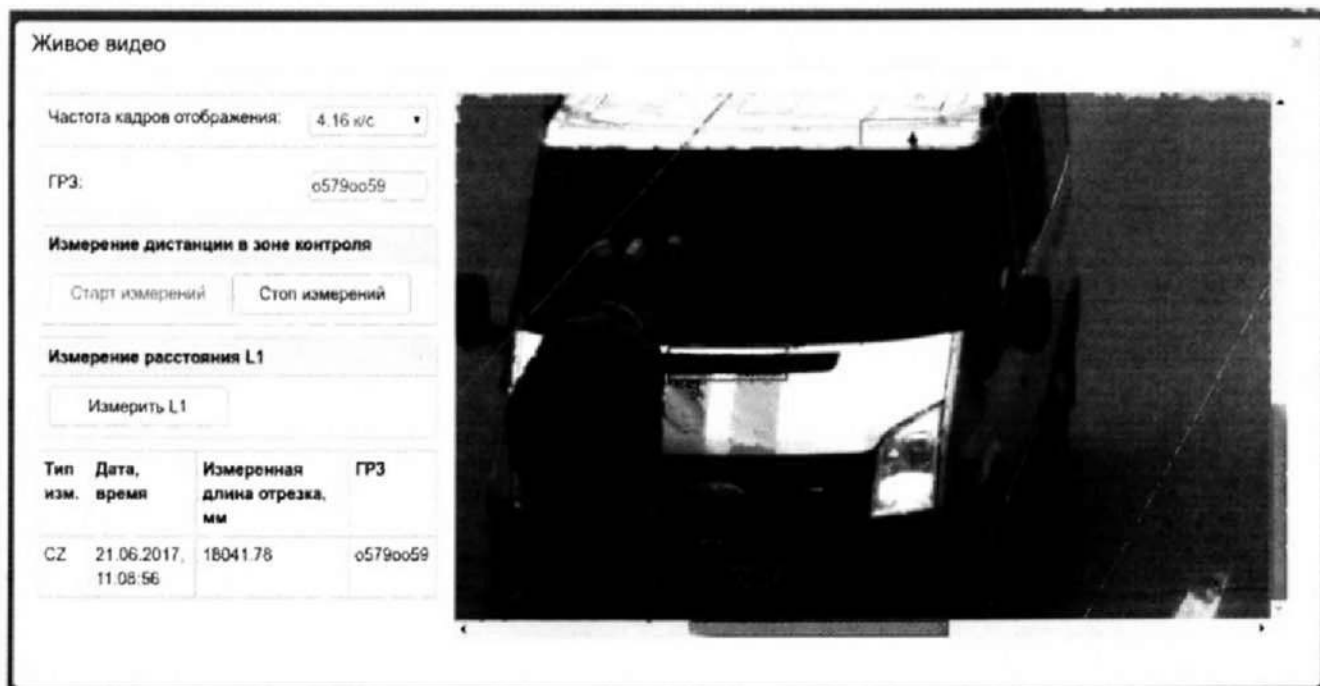 Живое видео
×
Частота кадров отображения: 4.16 к/с
ГРЗ: о579оо59
Измерение дистанции в зоне контроля
Старт измерений Стоп измерений
Измерение расстояния L1
Измерить L1
Тип изм. Дата, время Измеренная длина отрезка, мм ГРЗ
CZ 21.06.2017, 11:08:56 18041.78 о579оо59